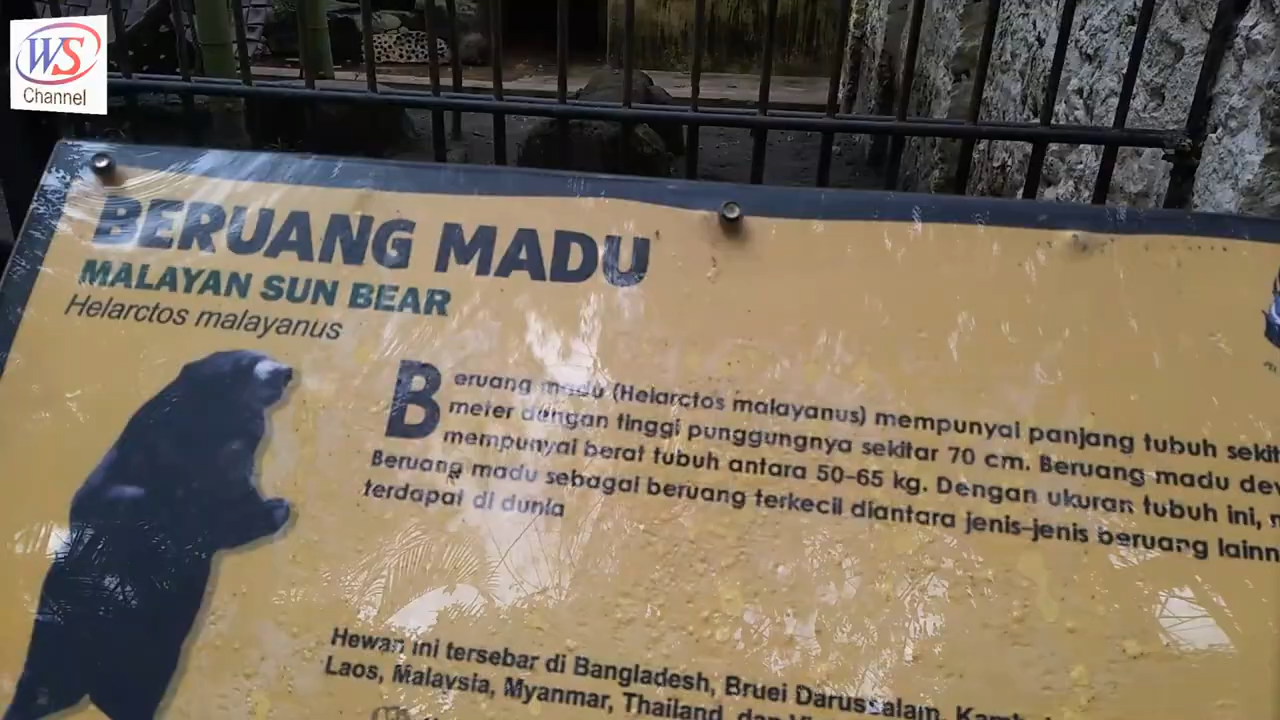 WS
Channel
BERUANG MADU
MALAYAN SUN BEAR
Helarctos malayanus
Beruang madu (Helarctos malayanus) mempunyai panjang tubuh sekit
meter dengan tinggi punggungnya sekitar 70 cm. Beruang madu dew
mempunyai berat tubuh antara 50-65 kg. Dengan ukuran tubuh ini,
Beruang madu sebagai beruang terkecil diantara jenis-jenis beruang lainn
terdapat di dunia
Hewan ini tersebar di Bangladesh, Bruei Darussalam,
Laos, Malaysia, Myanmar, Thailand, dan